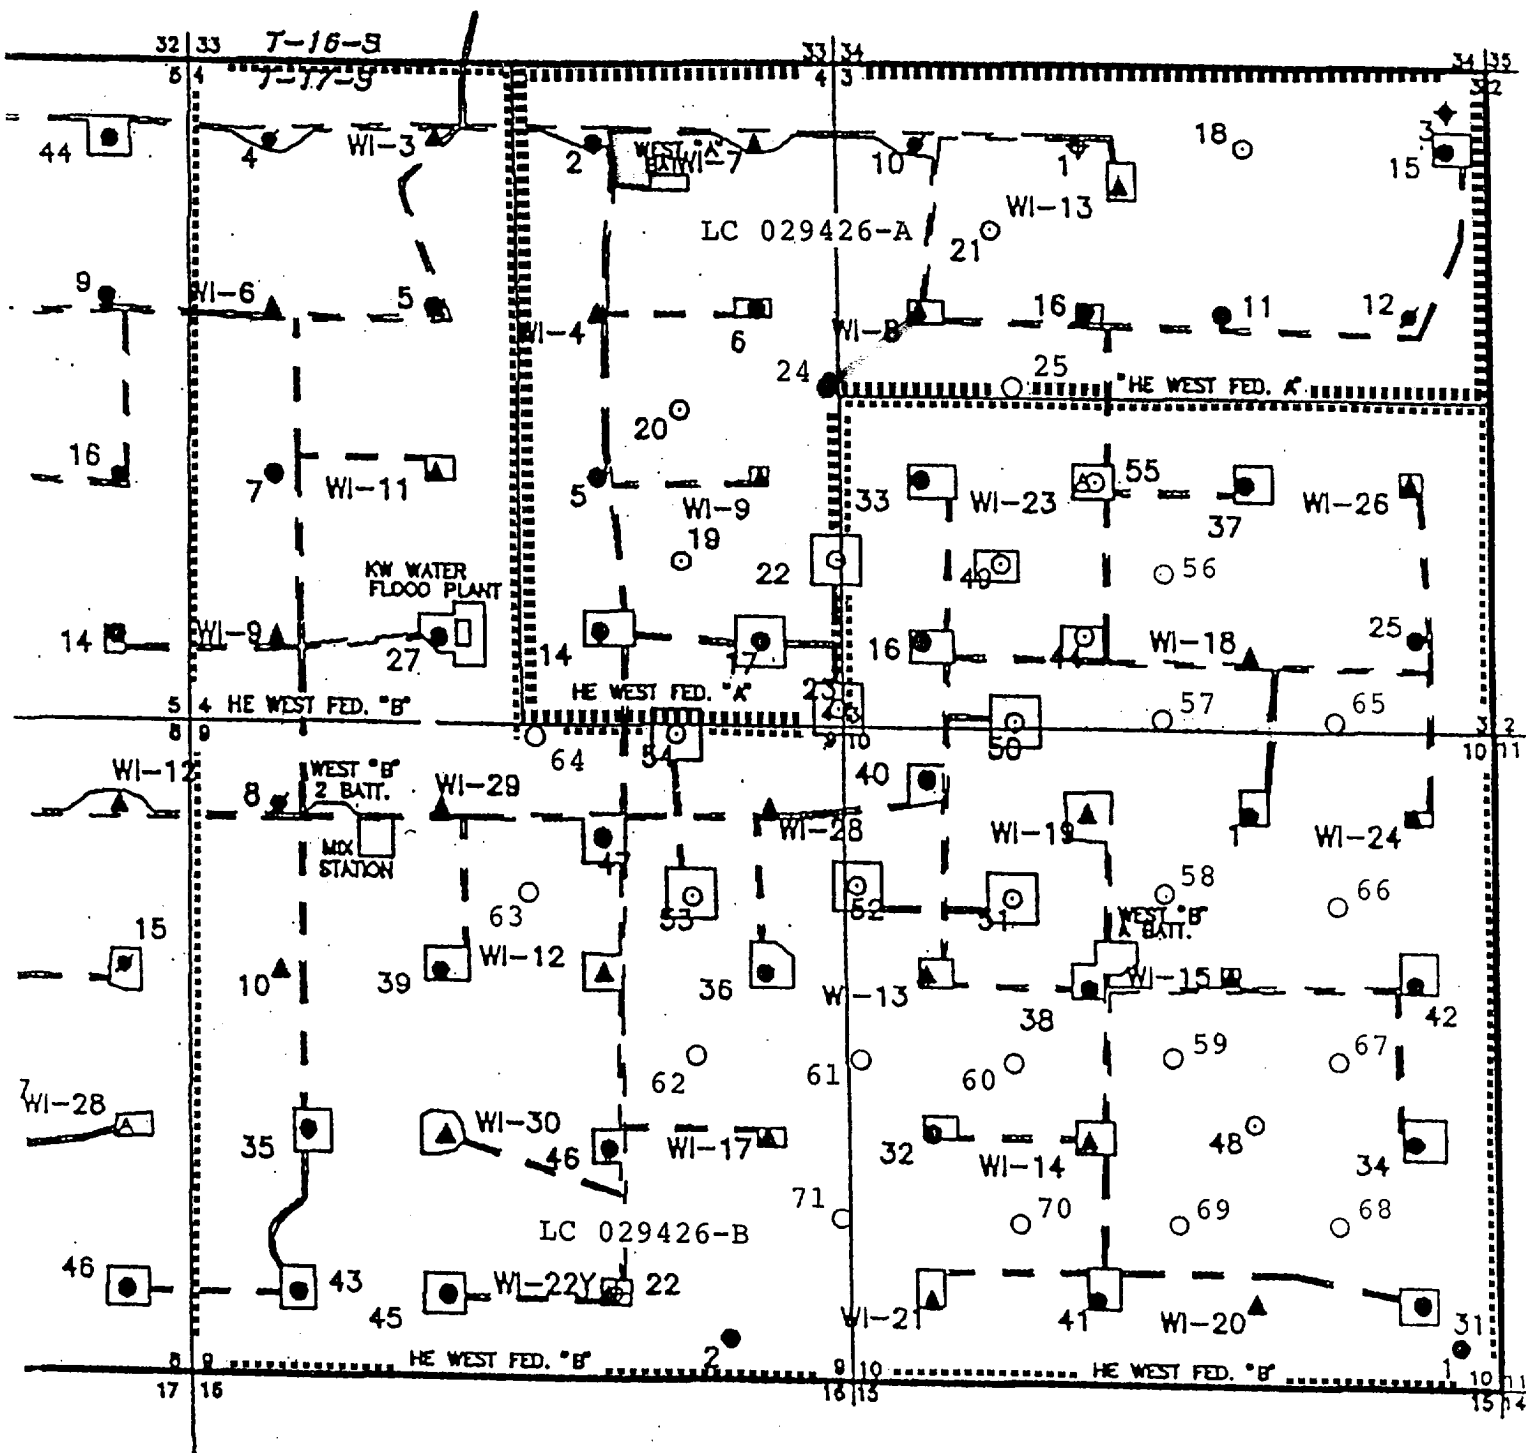 32 33 T-16-S 33 34 34 35
5 4 T-17-S 4 3 3 2
44 4 WI-3 2 WEST "A" BAT. WI-7 10 1 18 3 15
WI-13
LC 029426-A 21
9 WI-6 5 WI-4 6 WI-8 16 11 12
24 25
"HE WEST FED. A"
20
16 7 WI-11 5 WI-9 33 WI-23 55 37 WI-26
19 22 49 56
KW WATER
FLOOD PLANT
14 WI-9 27 14 17 16 44 WI-18 25
23
5 4 HE WEST FED. "B" HE WEST FED. "A" 4 3 57 65 3 2
8 9 64 54 9 10 50 10 11
WI-12 8 WEST "B"
2 BATT.
WI-29 40
47 WI-28 WI-19 1 WI-24
MIX
STATION
63 53 52 51 58 66
WEST "B"
A BATT.
15 10 39 WI-12 36 WI-13 38 WI-15 42
62 61 60 59 67
7
WI-28 35 WI-30 46 WI-17 32 WI-14 48 34
71 70 69 68
LC 029426-B
46 43 45 WI-22Y 22 WI-21 41 WI-20 31
2 1
8 9 HE WEST FED. "B" 9 10 HE WEST FED. "B" 10 11
17 16 16 15 15 14